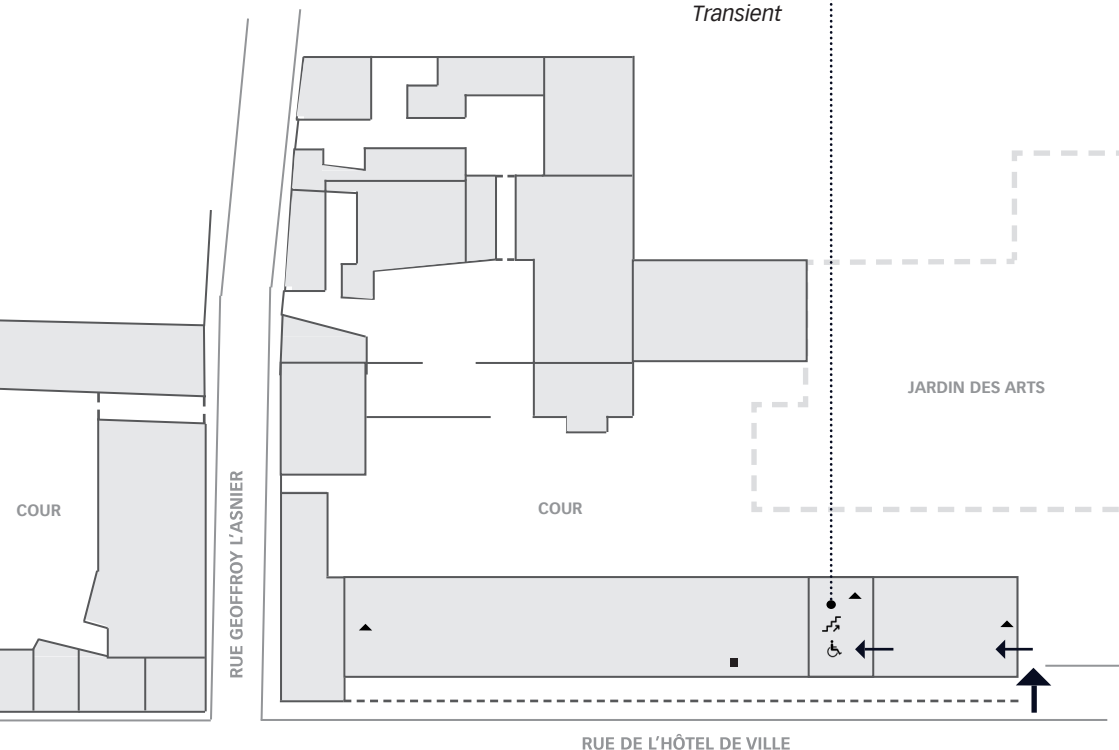 Transient
JARDIN DES ARTS
COUR
COUR
RUE GEOFFROY L'ASNIER
RUE DE L'HÔTEL DE VILLE